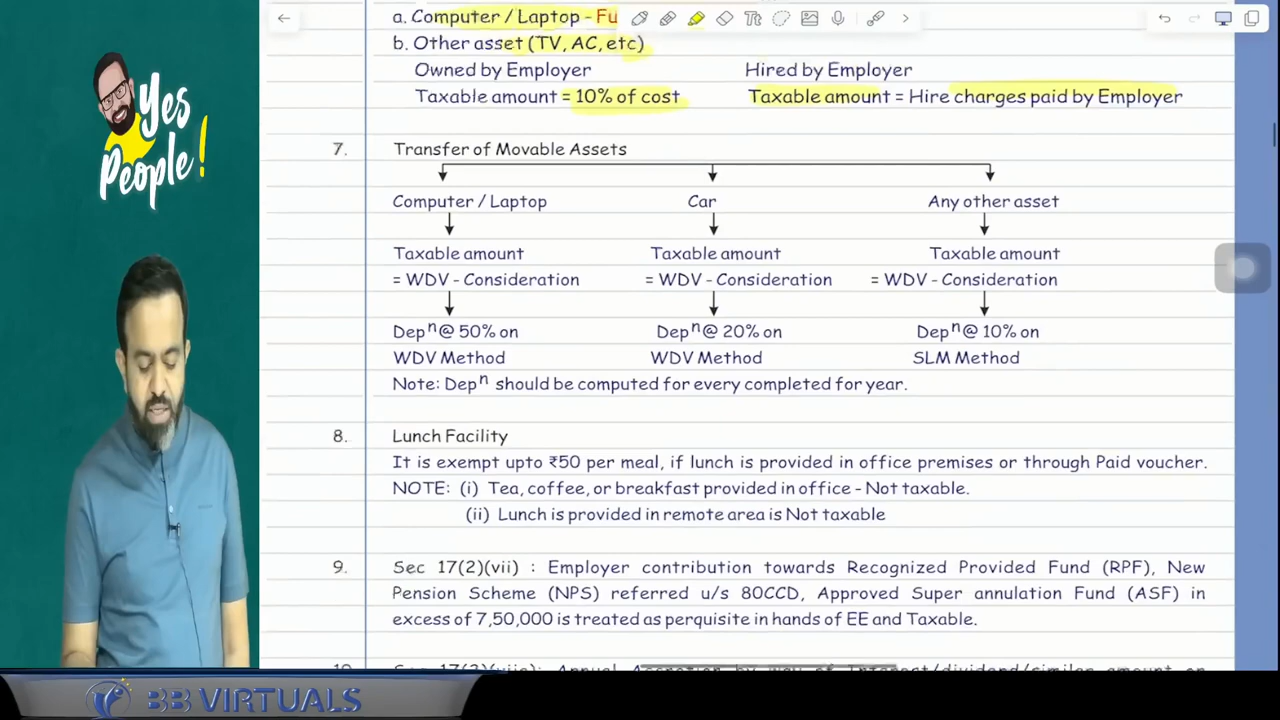 a. Computer / Laptop - Fu
b. Other asset (TV, AC, etc)
Owned by Employer Hired by Employer
Taxable amount = 10% of cost Taxable amount = Hire charges paid by Employer
Yes
People!
7. Transfer of Movable Assets
Computer / Laptop Car Any other asset
Taxable amount Taxable amount Taxable amount
= WDV - Consideration = WDV - Consideration = WDV - Consideration
Depⁿ@ 50% on Depⁿ@ 20% on Depⁿ@ 10% on
WDV Method WDV Method SLM Method
Note: Depⁿ should be computed for every completed for year.
8. Lunch Facility
It is exempt upto ₹50 per meal, if lunch is provided in office premises or through Paid voucher.
NOTE: (i) Tea, coffee, or breakfast provided in office - Not taxable.
(ii) Lunch is provided in remote area is Not taxable
9. Sec 17(2)(vii) : Employer contribution towards Recognized Provided Fund (RPF), New
Pension Scheme (NPS) referred u/s 80CCD, Approved Super annulation Fund (ASF) in
excess of 7,50,000 is treated as perquisite in hands of EE and Taxable.
BB VIRTUALS